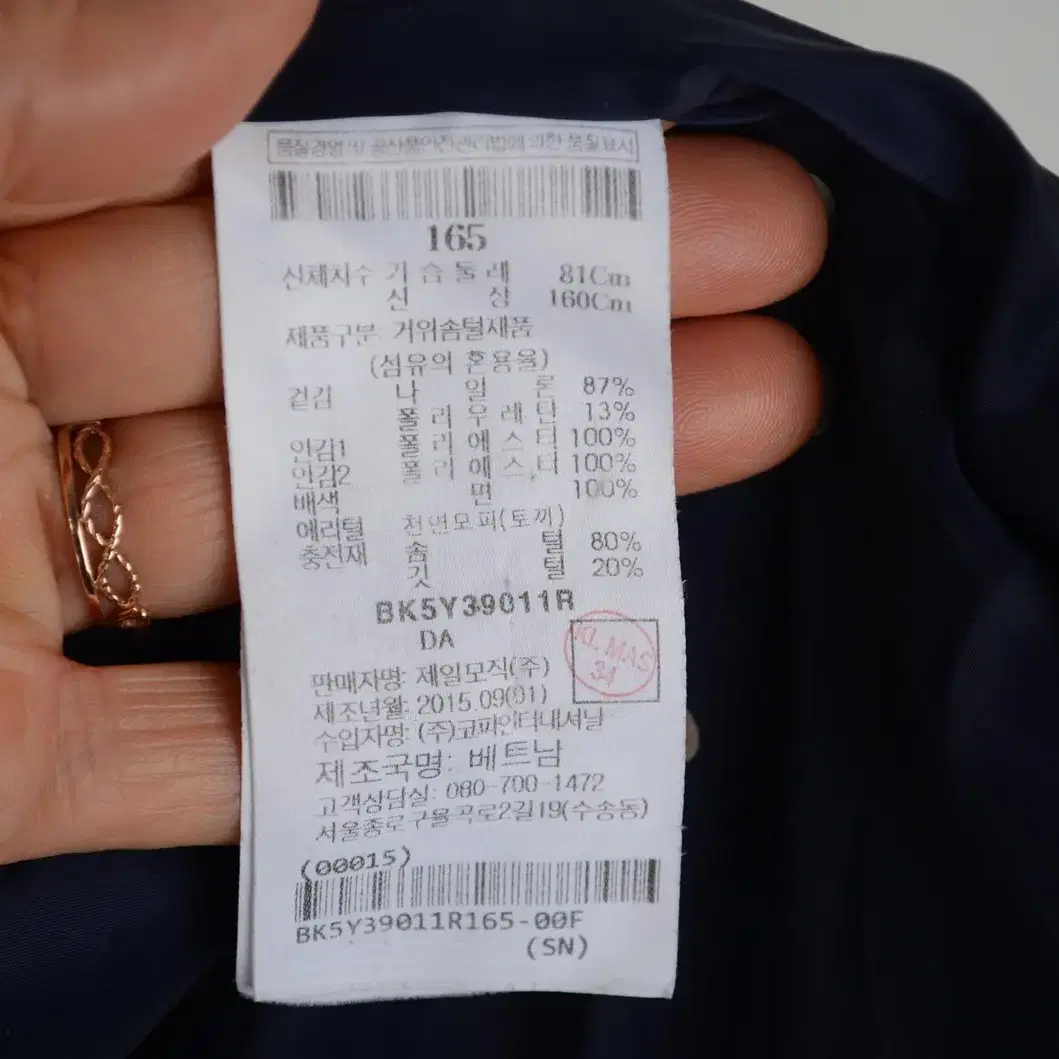 품질경영 및 공산품안전관리법에 의한 품질표시
165
신체치수 가슴둘레 81Cm
신장 160Cm
제품구분: 거위솜털제품
(섬유의 혼용율)
겉감 나일론 87%
폴리우레탄 13%
안감1 폴리에스터 100%
안감2 폴리에스터 100%
배색 면 100%
에리털 천연모피(토끼)
충전재 솜털 80%
깃털 20%
BK5Y39011R
DA
KL MAS
34
판매자명: 제일모직(주)
제조년월: 2015.09(01)
수입자명: (주)코파인터내셔날
제조국명: 베트남
고객상담실: 080-700-1472
서울종로구율곡로2길19(수송동)
(00015)
BK5Y39011R165-00F
(SN)